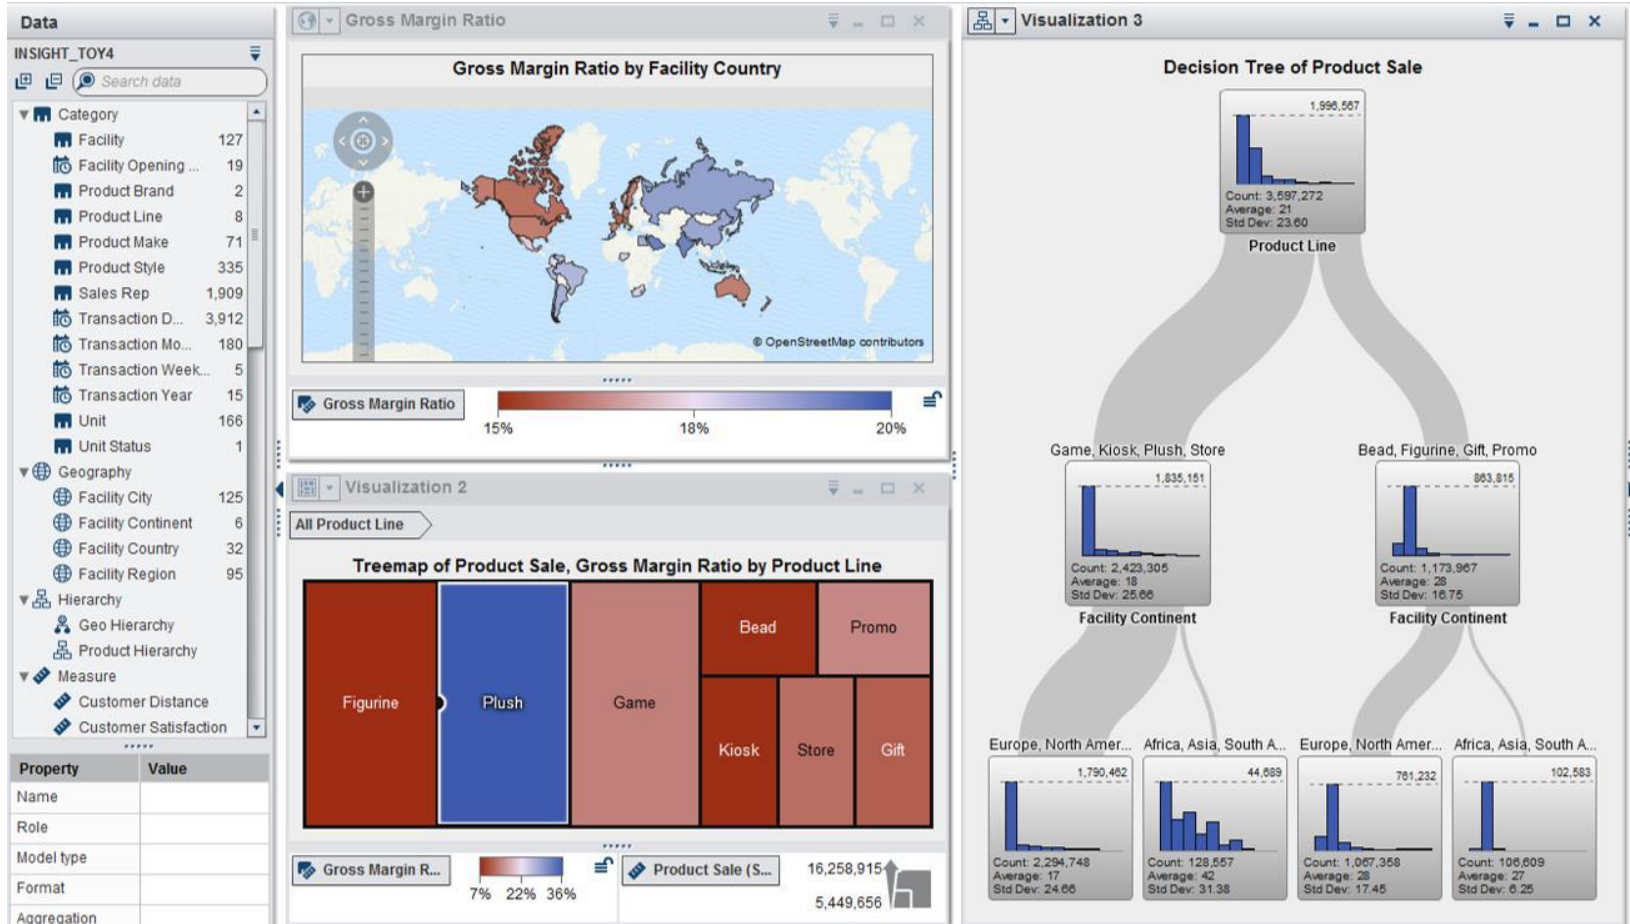 Data
INSIGHT_TOY4
Search data
Category
Facility 127
Facility Opening ... 19
Product Brand 2
Product Line 8
Product Make 71
Product Style 335
Sales Rep 1,909
Transaction D... 3,912
Transaction Mo... 180
Transaction Week... 5
Transaction Year 15
Unit 166
Unit Status 1
Geography
Facility City 125
Facility Continent 6
Facility Country 32
Facility Region 95
Hierarchy
Geo Hierarchy
Product Hierarchy
Measure
Customer Distance
Customer Satisfaction
Property Value
Name
Role
Model type
Format
Aggregation
Gross Margin Ratio
Gross Margin Ratio by Facility Country
© OpenStreetMap contributors
Gross Margin Ratio
15% 18% 20%
Visualization 2
All Product Line
Treemap of Product Sale, Gross Margin Ratio by Product Line
Figurine
Plush
Game
Bead
Promo
Kiosk
Store
Gift
Gross Margin R...
7% 22% 36%
Product Sale (S...
16,258,915
5,449,656
Visualization 3
Decision Tree of Product Sale
1,996,567
Count: 3,597,272
Average: 21
Std Dev: 23.60
Product Line
Game, Kiosk, Plush, Store
1,835,151
Count: 2,423,305
Average: 18
Std Dev: 25.66
Facility Continent
Bead, Figurine, Gift, Promo
863,815
Count: 1,173,967
Average: 28
Std Dev: 16.75
Facility Continent
Europe, North Amer...
1,790,462
Count: 2,294,748
Average: 17
Std Dev: 24.66
Africa, Asia, South A...
44,689
Count: 128,557
Average: 42
Std Dev: 31.38
Europe, North Amer...
761,232
Count: 1,067,358
Average: 28
Std Dev: 17.45
Africa, Asia, South A...
102,583
Count: 106,609
Average: 27
Std Dev: 6.25